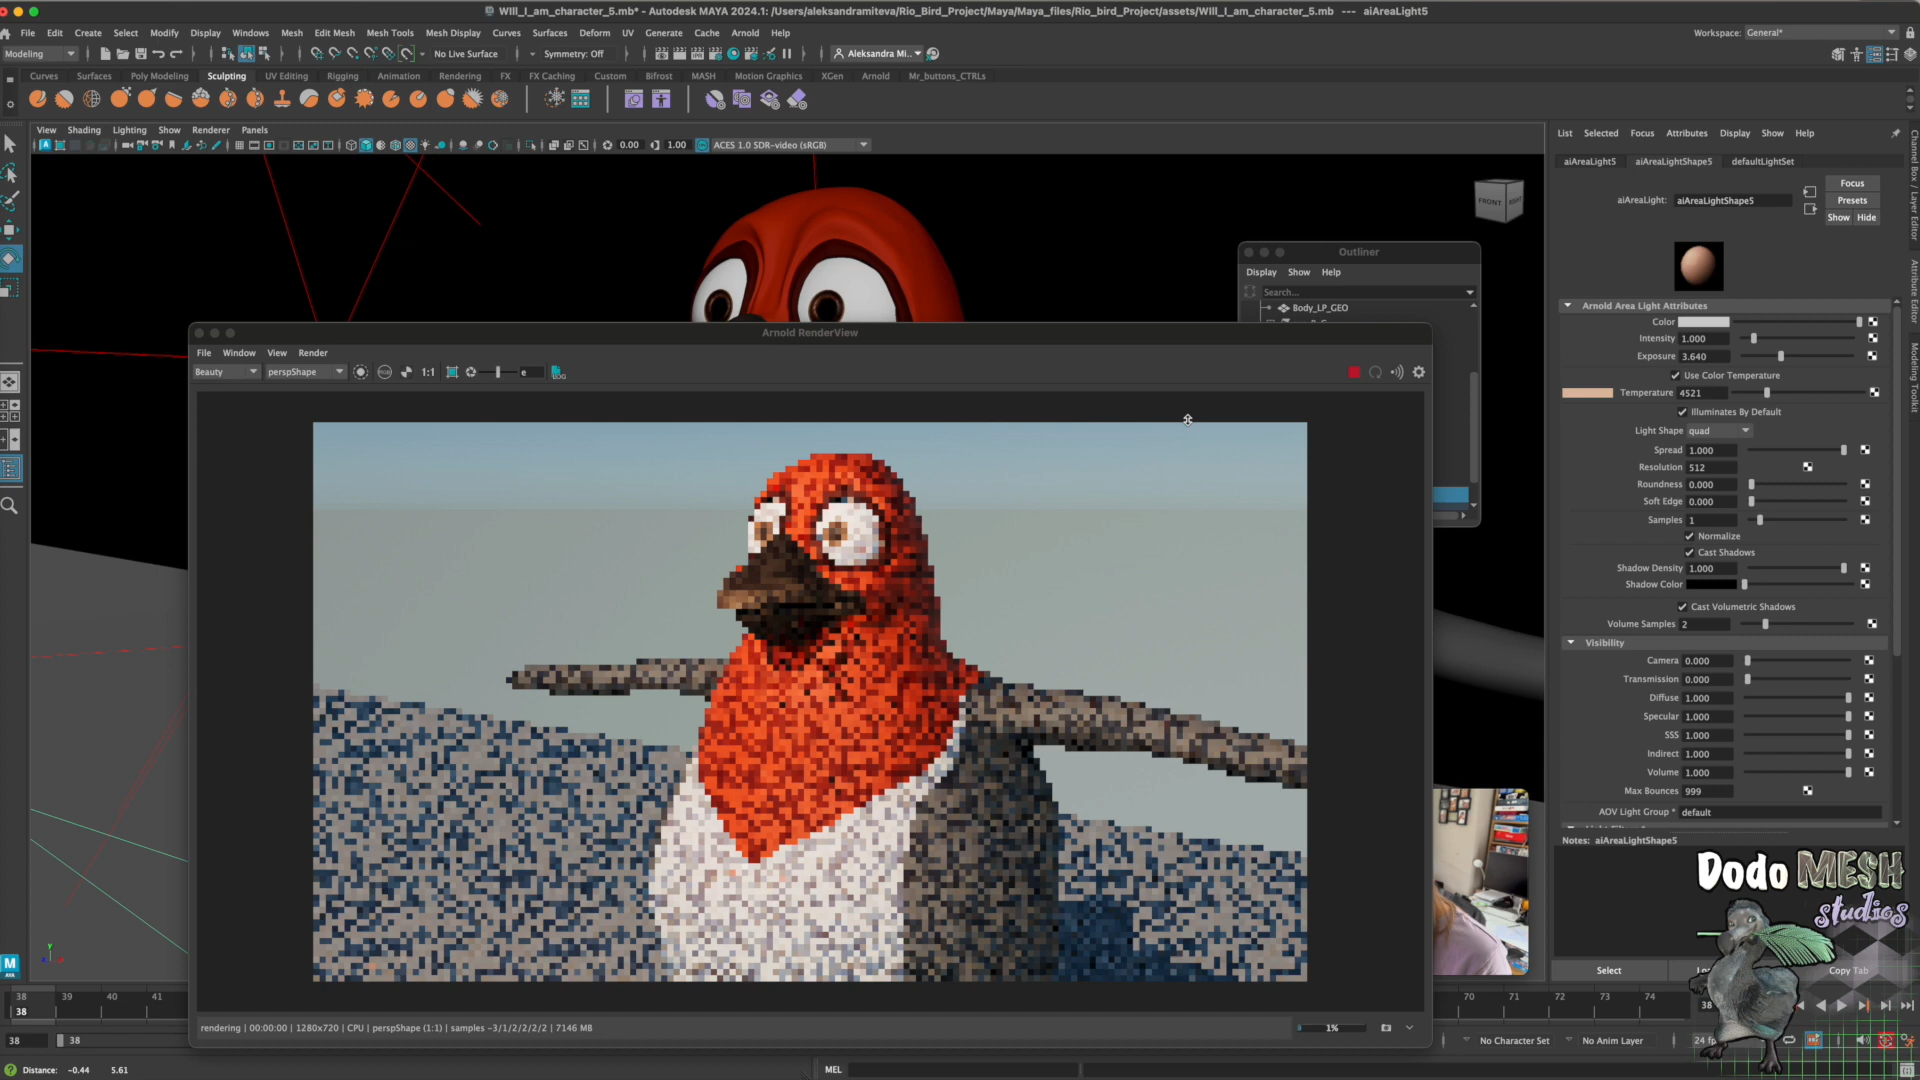 WIll_I_am_character_5.mb* - Autodesk MAYA 2024.1: /Users/aleksandramiteva/Rio_Bird_Project/Maya/Maya_files/Rio_bird_Project/assets/WIll_I_am_character_5.mb --- aiAreaLight5
File Edit Create Select Modify Display Windows Mesh Edit Mesh Mesh Tools Mesh Display Curves Surfaces Deform UV Generate Cache Arnold Help
Workspace: General*
Modeling
No Live Surface
Symmetry: Off
Aleksandra Mi..
Curves Surfaces Poly Modeling Sculpting UV Editing Rigging Animation Rendering FX FX Caching Custom Bifrost MASH Motion Graphics XGen Arnold Mr_buttons_CTRLs
View Shading Lighting Show Renderer Panels
0.00 1.00 ACES 1.0 SDR-video (sRGB)
FRONT RIGHT
Outliner
Display Show Help
Search...
Body_LP_GEO
Arnold RenderView
File Window View Render
Beauty perspShape 1:1
LOG
rendering | 00:00:00 | 1280x720 | CPU | perspShape (1:1) | samples -3/1/2/2/2/2 | 7146 MB
1%
List Selected Focus Attributes Display Show Help
aiAreaLight5 aiAreaLightShape5 defaultLightSet
Focus
aiAreaLight: aiAreaLightShape5
Presets
Show Hide
Arnold Area Light Attributes
Color
Intensity 1.000
Exposure 3.640
Use Color Temperature
Temperature 4521
Illuminates By Default
Light Shape quad
Spread 1.000
Resolution 512
Roundness 0.000
Soft Edge 0.000
Samples 1
Normalize
Cast Shadows
Shadow Density 1.000
Shadow Color
Cast Volumetric Shadows
Volume Samples 2
Visibility
Camera 0.000
Transmission 0.000
Diffuse 1.000
Specular 1.000
SSS 1.000
Indirect 1.000
Volume 1.000
Max Bounces 999
AOV Light Group * default
Notes: aiAreaLightShape5
Dodo MESH
studios
Select
Copy Tab
Channel Box / Layer Editor
Attribute Editor
Modeling Toolkit
38 39 40 41
70 71 72 73 74
38
38
38 38
No Character Set
No Anim Layer
24 fp
Distance: -0.44 5.61
MEL
M